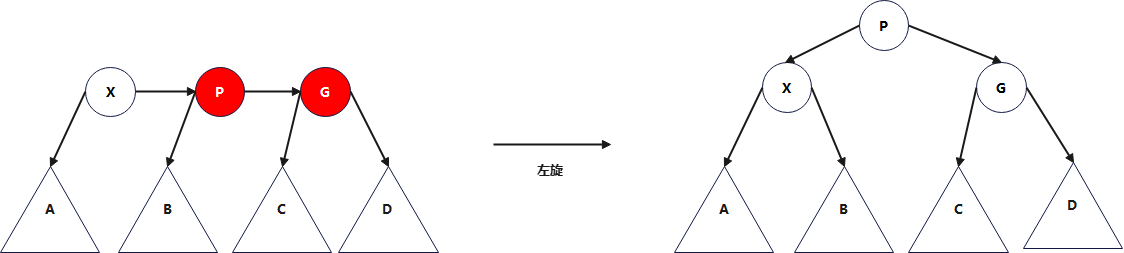 X P G
A B C D
左旋
P
X G
A B C D